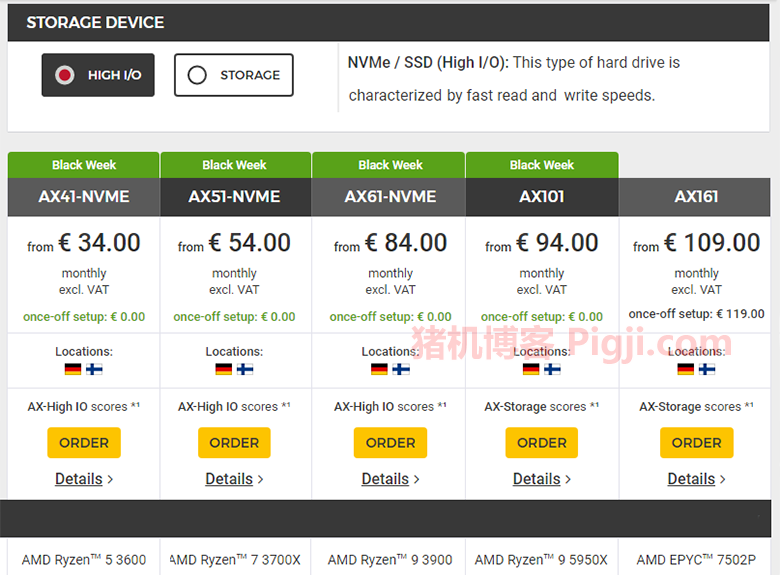 STORAGE DEVICE
HIGH I/O STORAGE
NVMe / SSD (High I/O): This type of hard drive is
characterized by fast read and write speeds.
Black Week Black Week Black Week Black Week
AX41-NVME AX51-NVME AX61-NVME AX101 AX161
from € 34.00 from € 54.00 from € 84.00 from € 94.00 from € 109.00
monthly monthly monthly monthly monthly
excl. VAT excl. VAT excl. VAT excl. VAT excl. VAT
once-off setup: € 0.00 once-off setup: € 0.00 once-off setup: € 0.00 once-off setup: € 0.00 once-off setup: € 119.00
猪机博客 Pigji.com
Locations: Locations: Locations: Locations: Locations:
AX-High IO scores *¹ AX-High IO scores *¹ AX-High IO scores *¹ AX-Storage scores *¹ AX-Storage scores *¹
ORDER ORDER ORDER ORDER ORDER
Details > Details > Details > Details > Details >
AMD Ryzen™ 5 3600 AMD Ryzen™ 7 3700X AMD Ryzen™ 9 3900 AMD Ryzen™ 9 5950X AMD EPYC™ 7502P